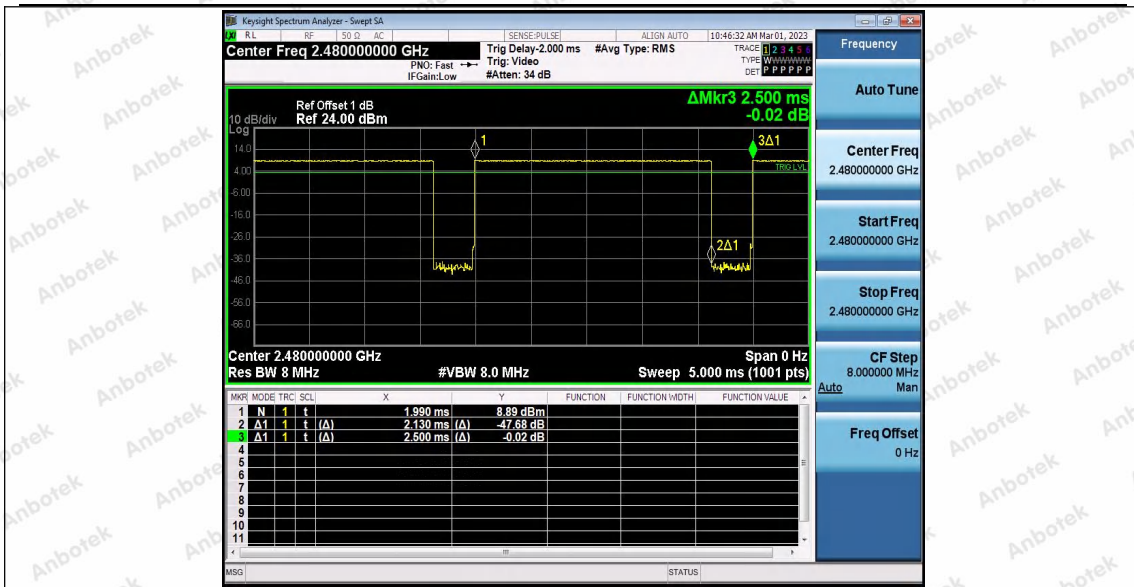 Keysight Spectrum Analyzer - Swept SA
LXI RL RF 50 Ω AC SENSE:PULSE ALIGN AUTO 10:46:32 AM Mar 01, 2023
Center Freq 2.480000000 GHz
PNO: Fast
IFGain:Low
Trig Delay-2.000 ms
Trig: Video
#Atten: 34 dB
#Avg Type: RMS
TRACE 1 2 3 4 5 6
TYPE WWWWWW
DET P P P P P P
ΔMkr3 2.500 ms
-0.02 dB
Ref Offset 1 dB
10 dB/div Ref 24.00 dBm
Log
14.0
4.00
-6.00
-16.0
-26.0
-36.0
-46.0
-56.0
-66.0
1
3Δ1
TRIG LVL
2Δ1
Center 2.480000000 GHz Span 0 Hz
Res BW 8 MHz #VBW 8.0 MHz Sweep 5.000 ms (1001 pts)
MKR MODE TRC SCL X Y FUNCTION FUNCTION WIDTH FUNCTION VALUE
1 N 1 t 1.990 ms 8.89 dBm
2 Δ1 1 t (Δ) 2.130 ms (Δ) -47.68 dB
3 Δ1 1 t (Δ) 2.500 ms (Δ) -0.02 dB
4
5
6
7
8
9
10
11
MSG STATUS
Frequency
Auto Tune
Center Freq
2.480000000 GHz
Start Freq
2.480000000 GHz
Stop Freq
2.480000000 GHz
CF Step
8.000000 MHz
Auto Man
Freq Offset
0 Hz
Anbotek